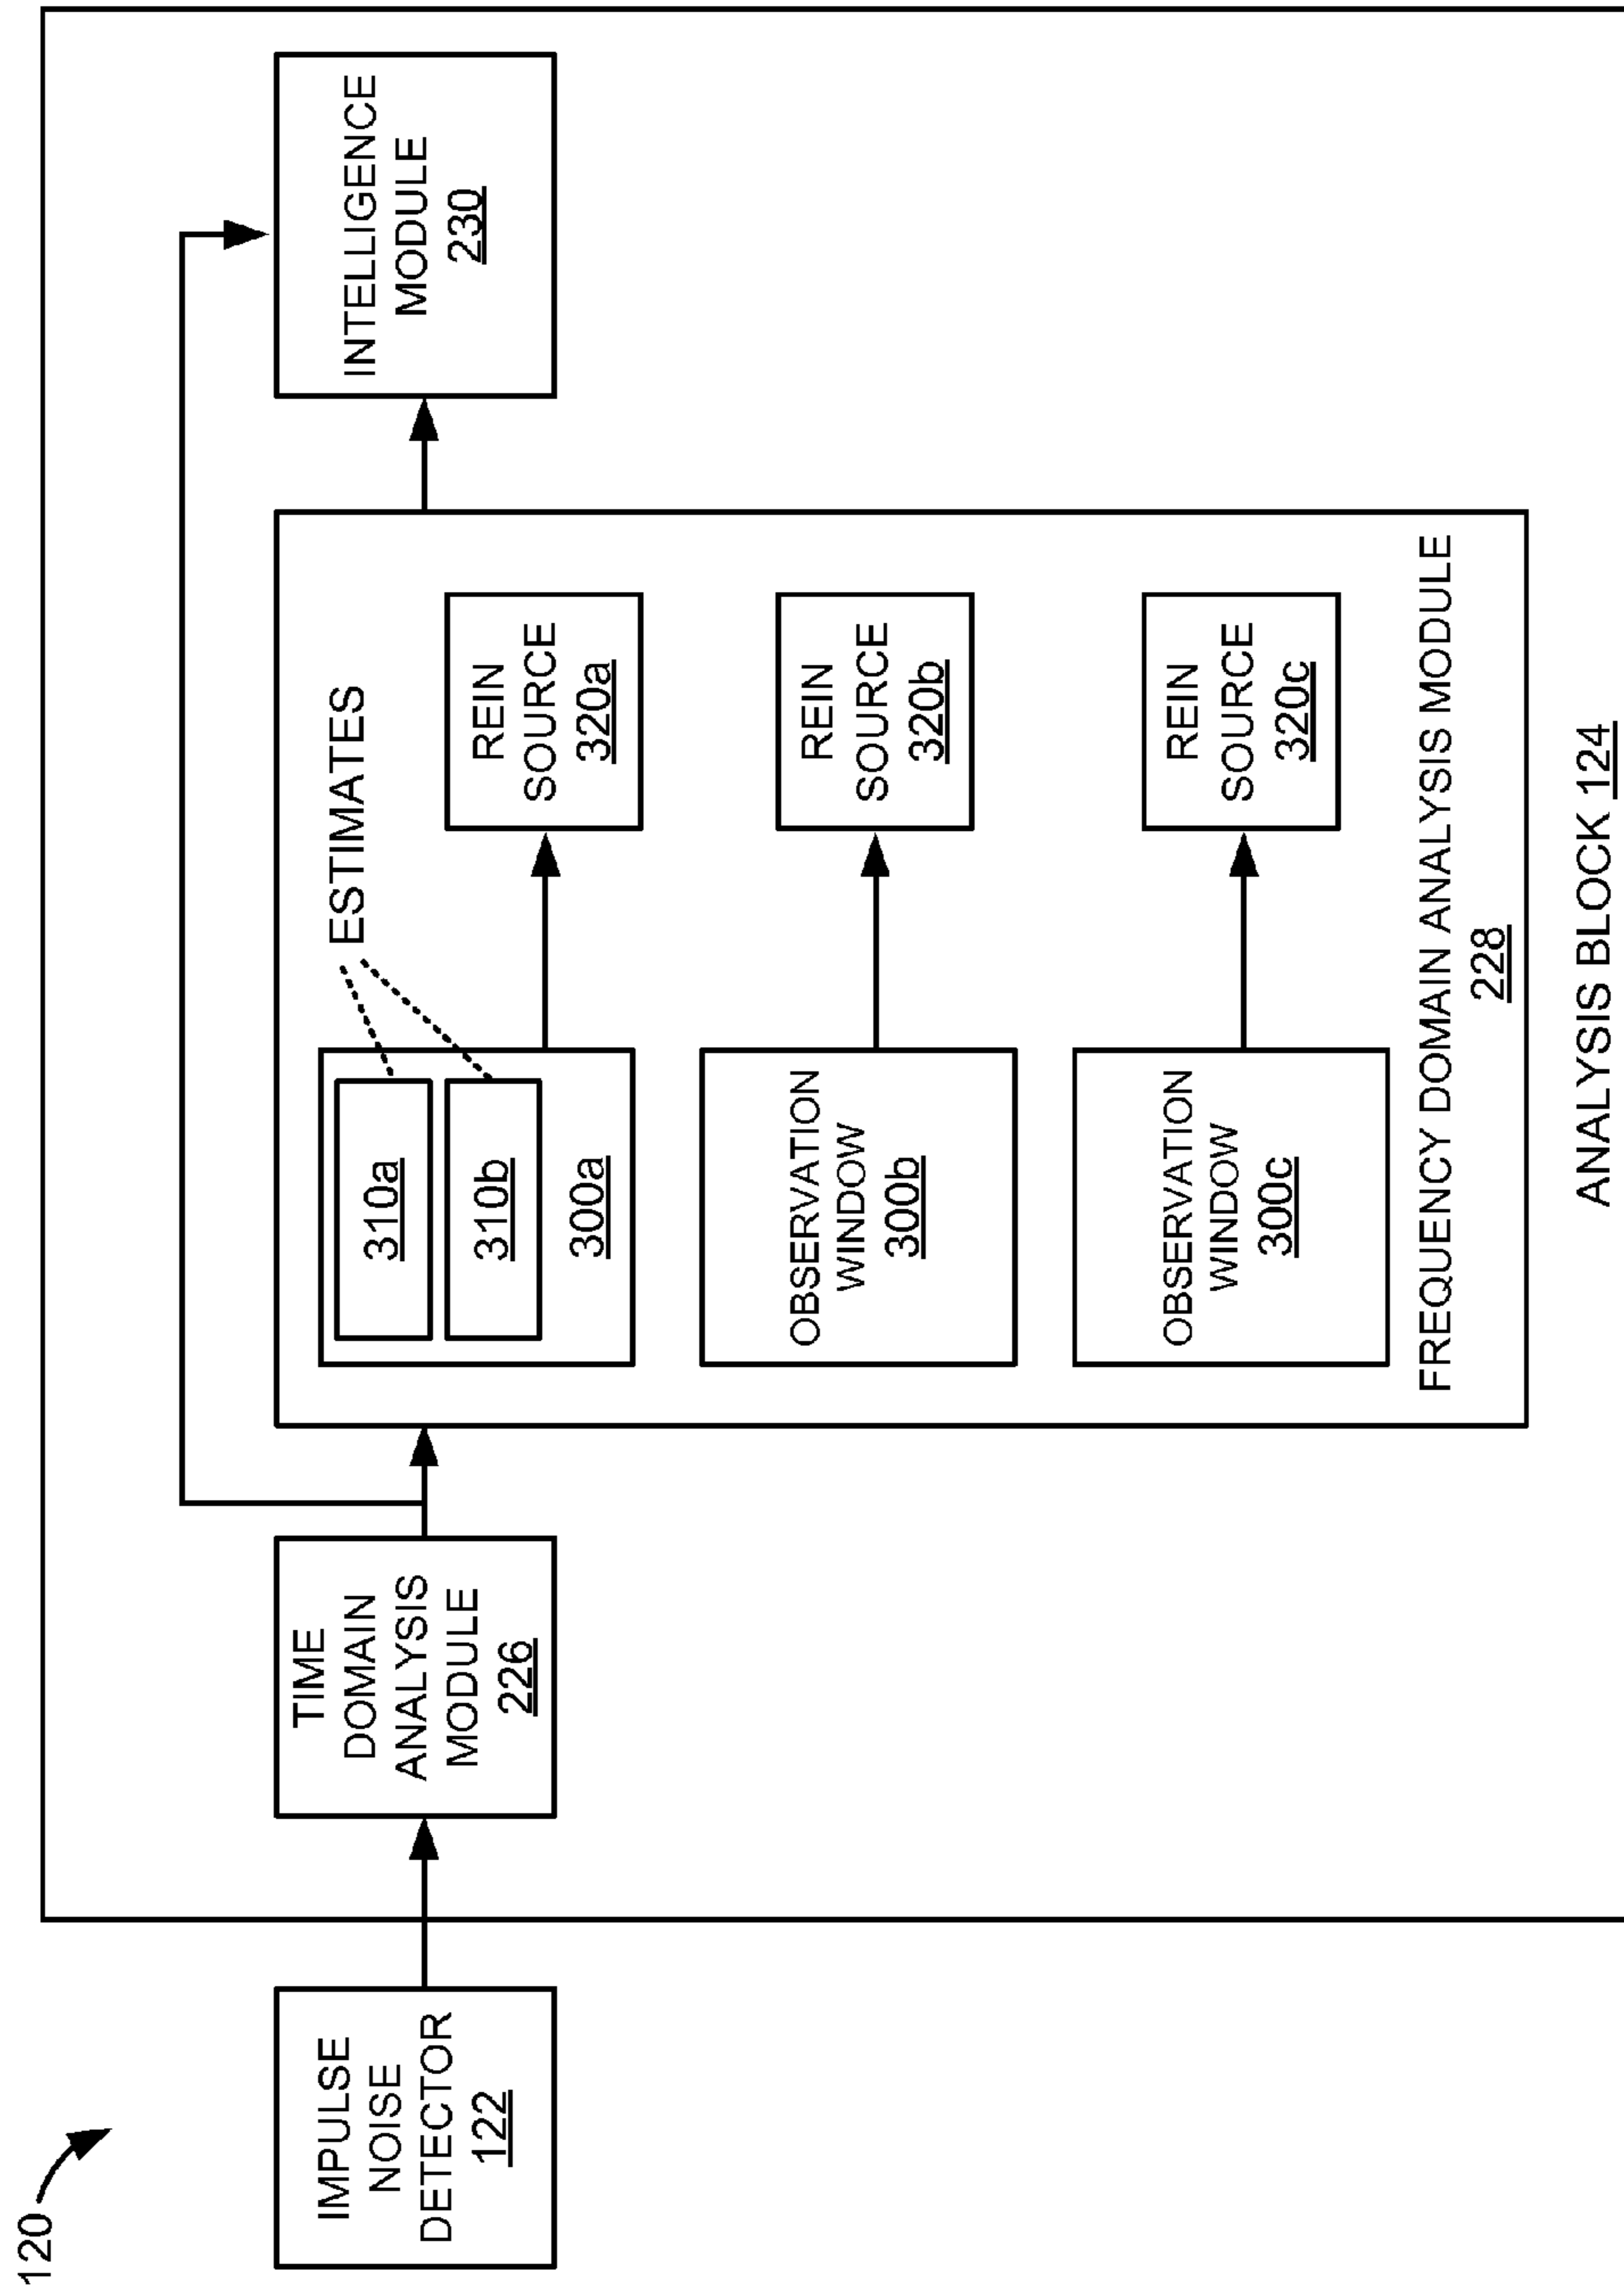 120
IMPULSE
NOISE
DETECTOR
122
TIME
DOMAIN
ANALYSIS
MODULE
226
ESTIMATES
310a
310b
300a
REIN
SOURCE
320a
OBSERVATION
WINDOW
300b
REIN
SOURCE
320b
OBSERVATION
WINDOW
300c
REIN
SOURCE
320c
FREQUENCY DOMAIN ANALYSIS MODULE
228
INTELLIGENCE
MODULE
230
ANALYSIS BLOCK 124